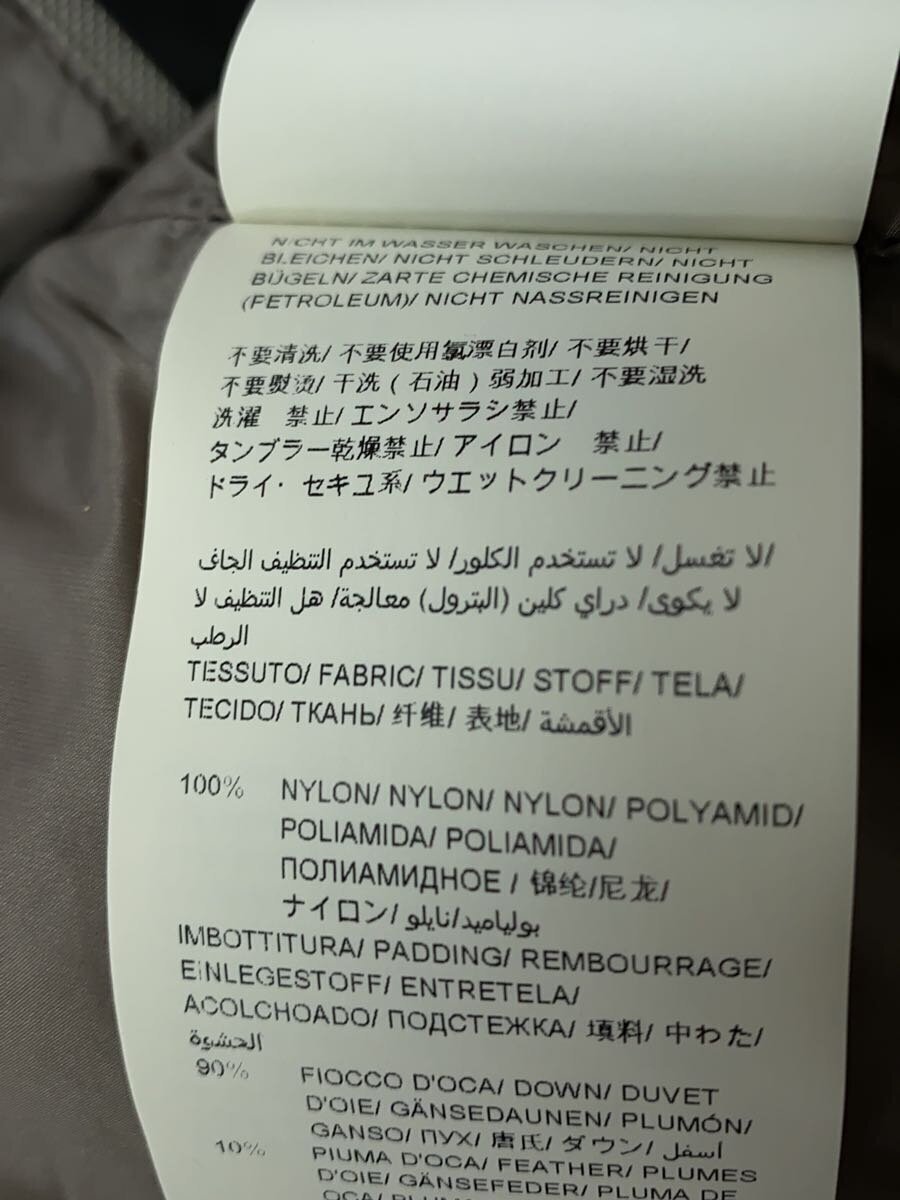 NICHT IM WASSER WASCHEN/ NICHT
BLEICHEN/ NICHT SCHLEUDERN/ NICHT
BÜGELN/ ZARTE CHEMISCHE REINIGUNG
(PETROLEUM)/ NICHT NASSREINIGEN
不要清洗/ 不要使用氯漂白剂/ 不要烘干/
不要熨烫/ 干洗 ( 石油 ) 弱加工/ 不要湿洗
洗濯 禁止/ エンソサラシ禁止/
タンブラー乾燥禁止/ アイロン 禁止/
ドライ· セキユ系/ ウエットクリーニング禁止
لا تغسل/ لا تستخدم الكلور/ لا تستخدم التنظيف الجاف/
لا يكوى/ دراي كلين (البترول) معالجة/ هل التنظيف لا
الرطب
TESSUTO/ FABRIC/ TISSU/ STOFF/ TELA/
TECIDO/ ТКАНЬ/ 纤维/ 表地/ الأقمشة
100% NYLON/ NYLON/ NYLON/ POLYAMID/
POLIAMIDA/ POLIAMIDA/
ПОЛИАМИДНОЕ / 锦纶/尼龙/
ナイロン/ بولياميد/نايلو
IMBOTTITURA/ PADDING/ REMBOURRAGE/
EINLEGESTOFF/ ENTRETELA/
ACOLCHOADO/ ПОДСТЕЖКА/ 填料/ 中わた/
الحشوة
90% FIOCCO D'OCA/ DOWN/ DUVET
D'OIE/ GÄNSEDAUNEN/ PLUMÓN/
GANSO/ ПУХ/ 唐氏/ ダウン/ أسفل
10% PIUMA D'OCA/ FEATHER/ PLUMES
D'OIE/ GÄNSEFEDER/ PLUMA DE
OCA/ PLUMA